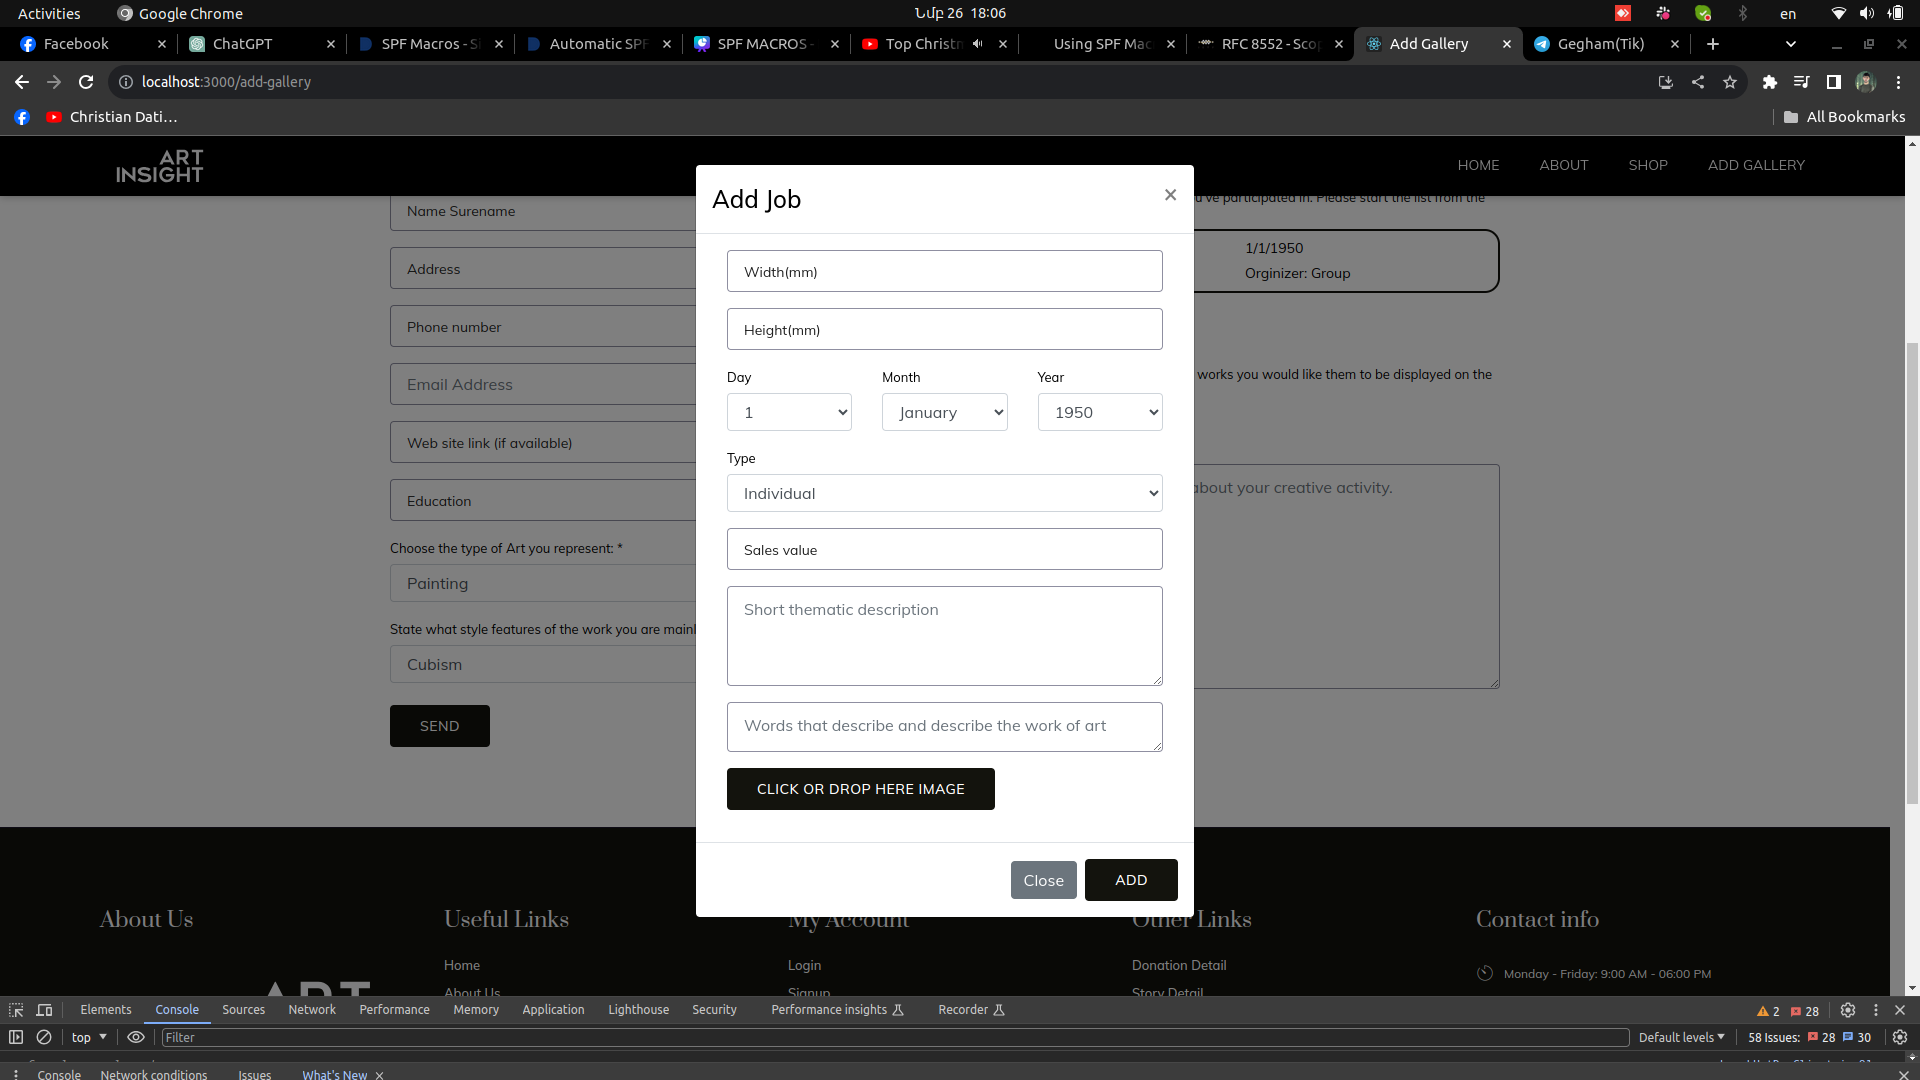 Activities
Google Chrome
Նմբ 26 18:06
en
Facebook
ChatGPT
SPF Macros - S
Automatic SPF
SPF MACROS -
Top Christm
Using SPF Mac
RFC 8552 - Scop
Add Gallery
Gegham(Tik)
localhost:3000/add-gallery
Christian Dati...
All Bookmarks
ART
INSIGHT
HOME
ABOUT
SHOP
ADD GALLERY
Name Surename
Address
Phone number
Email Address
Web site link (if available)
Education
Choose the type of Art you represent: *
Painting
State what style features of the work you are mainl
Cubism
SEND
've participated in. Please start the list from the
1/1/1950
Orginizer: Group
works you would like them to be displayed on the
about your creative activity.
Add Job
×
Width(mm)
Height(mm)
Day
Month
Year
1
January
1950
Type
Individual
Sales value
Short thematic description
Words that describe and describe the work of art
CLICK OR DROP HERE IMAGE
Close
ADD
About Us
Useful Links
My Account
Other Links
Contact info
Home
Login
Donation Detail
Monday - Friday: 9:00 AM - 06:00 PM
ART
About Us
Signup
Story Detail
Elements
Console
Sources
Network
Performance
Memory
Application
Lighthouse
Security
Performance insights
Recorder
2
28
top
Filter
Default levels
58 Issues:
28
30
Console
Network conditions
Issues
What's New